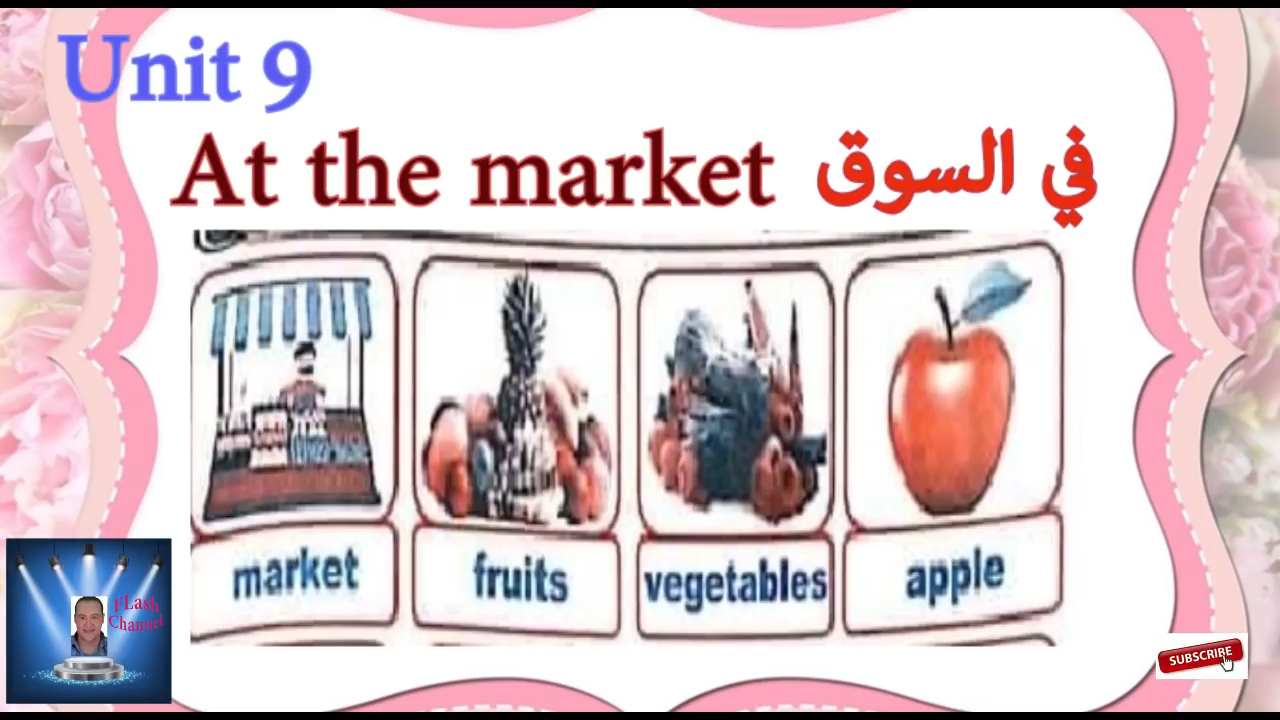 Unit 9
At the market في السوق
market fruits vegetables apple
FLash
Channel
SUBSCRIBE